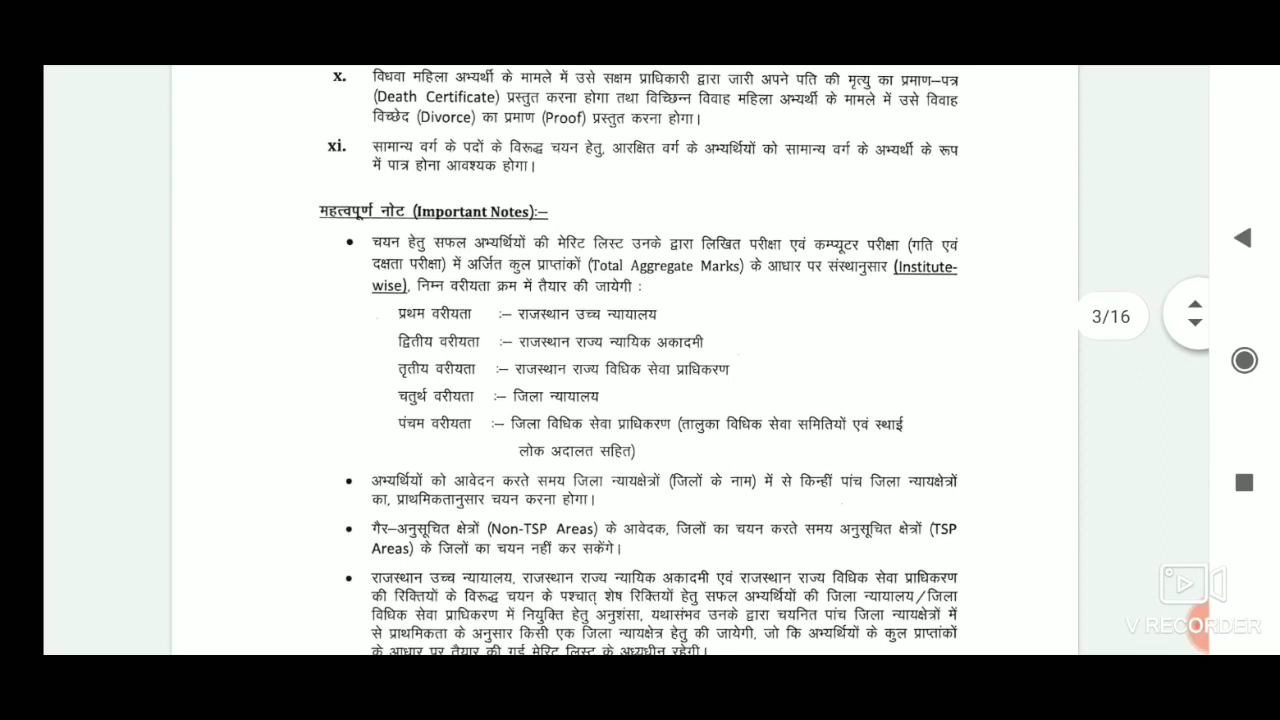 x. विधवा महिला अभ्यर्थी के मामले में उसे सक्षम प्राधिकारी द्वारा जारी अपने पति की मृत्यु का प्रमाण–पत्र
(Death Certificate) प्रस्तुत करना होगा तथा विच्छिन्न विवाह महिला अभ्यर्थी के मामले में उसे विवाह
विच्छेद (Divorce) का प्रमाण (Proof) प्रस्तुत करना होगा।
xi. सामान्य वर्ग के पदों के विरूद्ध चयन हेतु, आरक्षित वर्ग के अभ्यर्थियों को सामान्य वर्ग के अभ्यर्थी के रूप
में पात्र होना आवश्यक होगा।
महत्वपूर्ण नोट (Important Notes):–
• चयन हेतु सफल अभ्यर्थियों की मेरिट लिस्ट उनके द्वारा लिखित परीक्षा एवं कम्प्यूटर परीक्षा (गति एवं
दक्षता परीक्षा) में अर्जित कुल प्राप्तांकों (Total Aggregate Marks) के आधार पर संस्थानुसार (Institute-
wise), निम्न वरीयता क्रम में तैयार की जायेगी :
प्रथम वरीयता :– राजस्थान उच्च न्यायालय
द्वितीय वरीयता :– राजस्थान राज्य न्यायिक अकादमी
तृतीय वरीयता :– राजस्थान राज्य विधिक सेवा प्राधिकरण
चतुर्थ वरीयता :– जिला न्यायालय
पंचम वरीयता :– जिला विधिक सेवा प्राधिकरण (तालुका विधिक सेवा समितियों एवं स्थाई
लोक अदालत सहित)
• अभ्यर्थियों को आवेदन करते समय जिला न्यायक्षेत्रों (जिलों के नाम) में से किन्हीं पांच जिला न्यायक्षेत्रों
का, प्राथमिकतानुसार चयन करना होगा।
• गैर–अनुसूचित क्षेत्रों (Non-TSP Areas) के आवेदक, जिलों का चयन करते समय अनुसूचित क्षेत्रों (TSP
Areas) के जिलों का चयन नहीं कर सकेंगे।
• राजस्थान उच्च न्यायालय, राजस्थान राज्य न्यायिक अकादमी एवं राजस्थान राज्य विधिक सेवा प्राधिकरण
की रिक्तियों के विरूद्ध चयन के पश्चात् शेष रिक्तियों हेतु सफल अभ्यर्थियों की जिला न्यायालय/जिला
विधिक सेवा प्राधिकरण में नियुक्ति हेतु अनुशंसा, यथासंभव उनके द्वारा चयनित पांच जिला न्यायक्षेत्रों में
से प्राथमिकता के अनुसार किसी एक जिला न्यायक्षेत्र हेतु की जायेगी, जो कि अभ्यर्थियों के कुल प्राप्तांकों
के आधार पर तैयार की गई मेरिट लिस्ट के अध्यधीन रहेगी।
3/16
V RECORDER